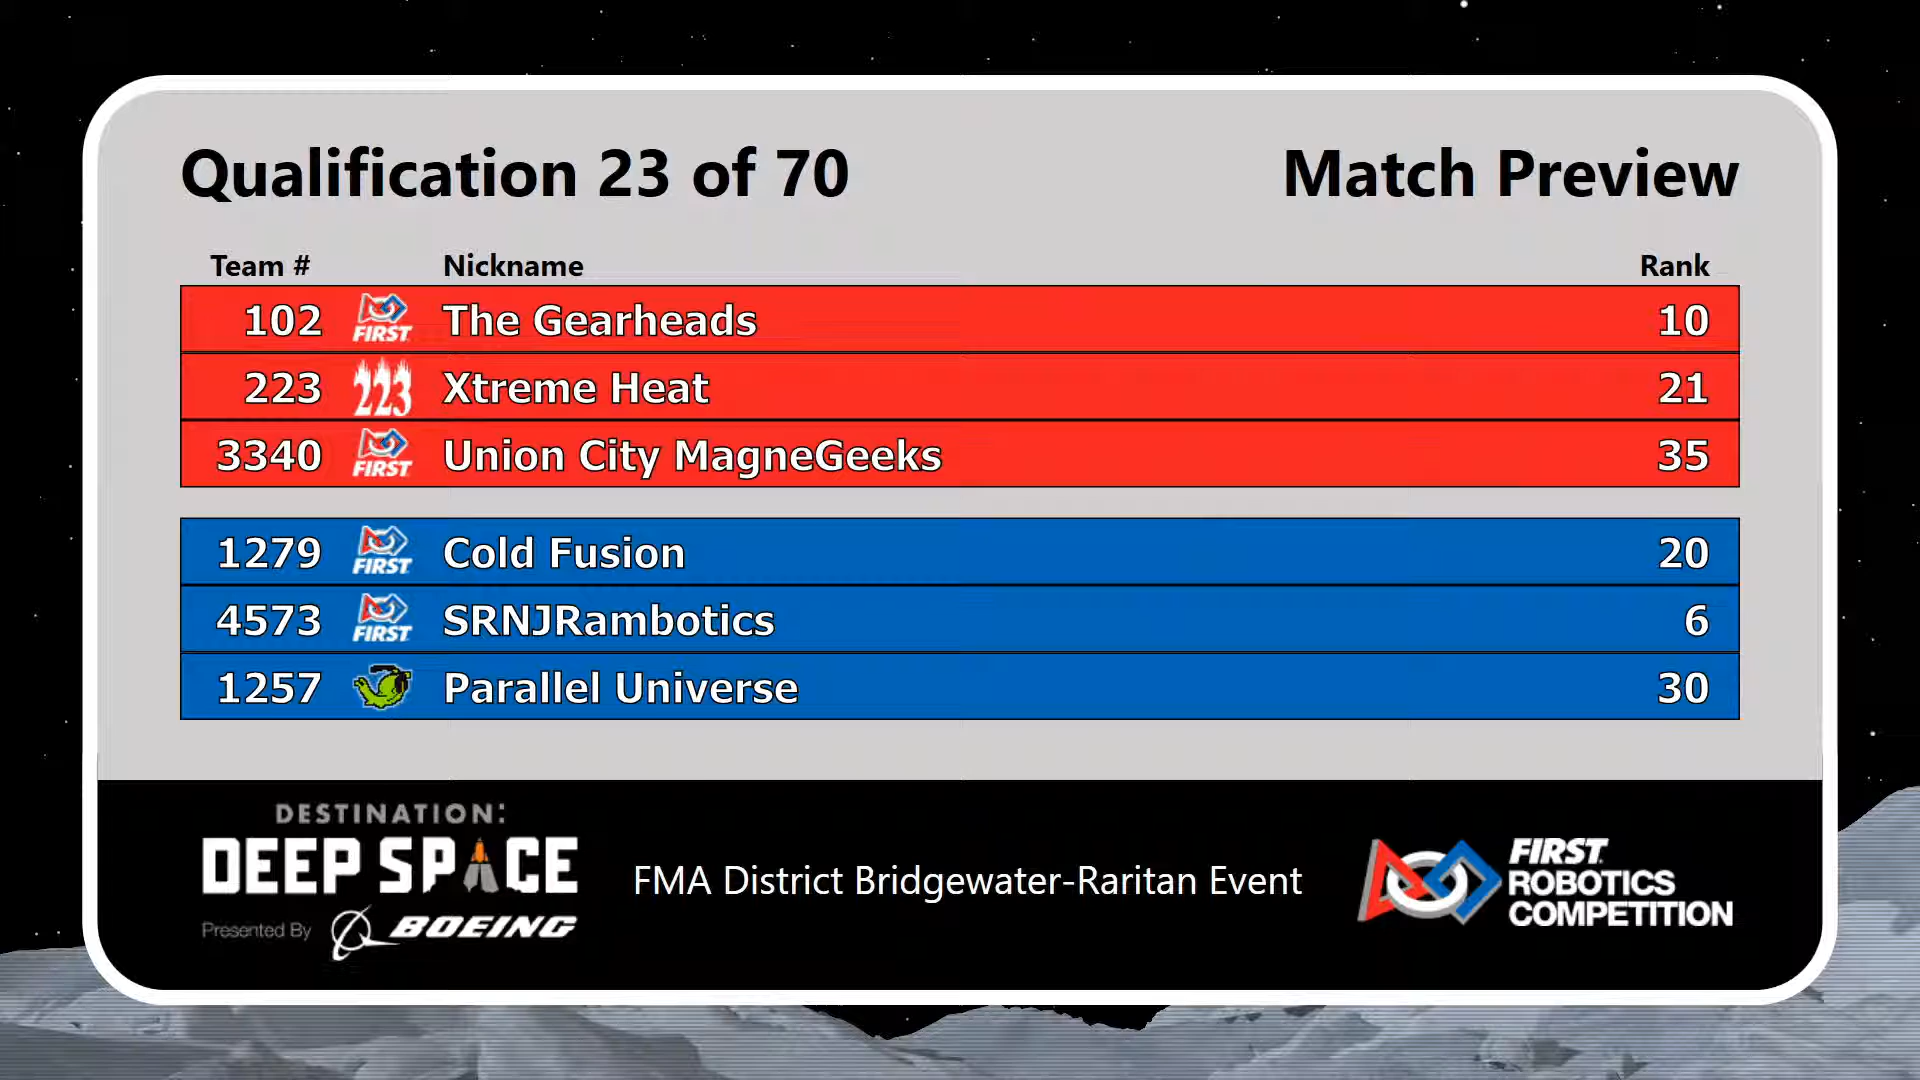 Qualification 23 of 70 Match Preview
Team # Nickname Rank
102 FIRST The Gearheads 10
223 223 Xtreme Heat 21
3340 FIRST Union City MagneGeeks 35
1279 FIRST Cold Fusion 20
4573 FIRST SRNJRambotics 6
1257 Parallel Universe 30
DESTINATION:
DEEP SPACE
Presented By BOEING
FMA District Bridgewater-Raritan Event
FIRST
ROBOTICS
COMPETITION